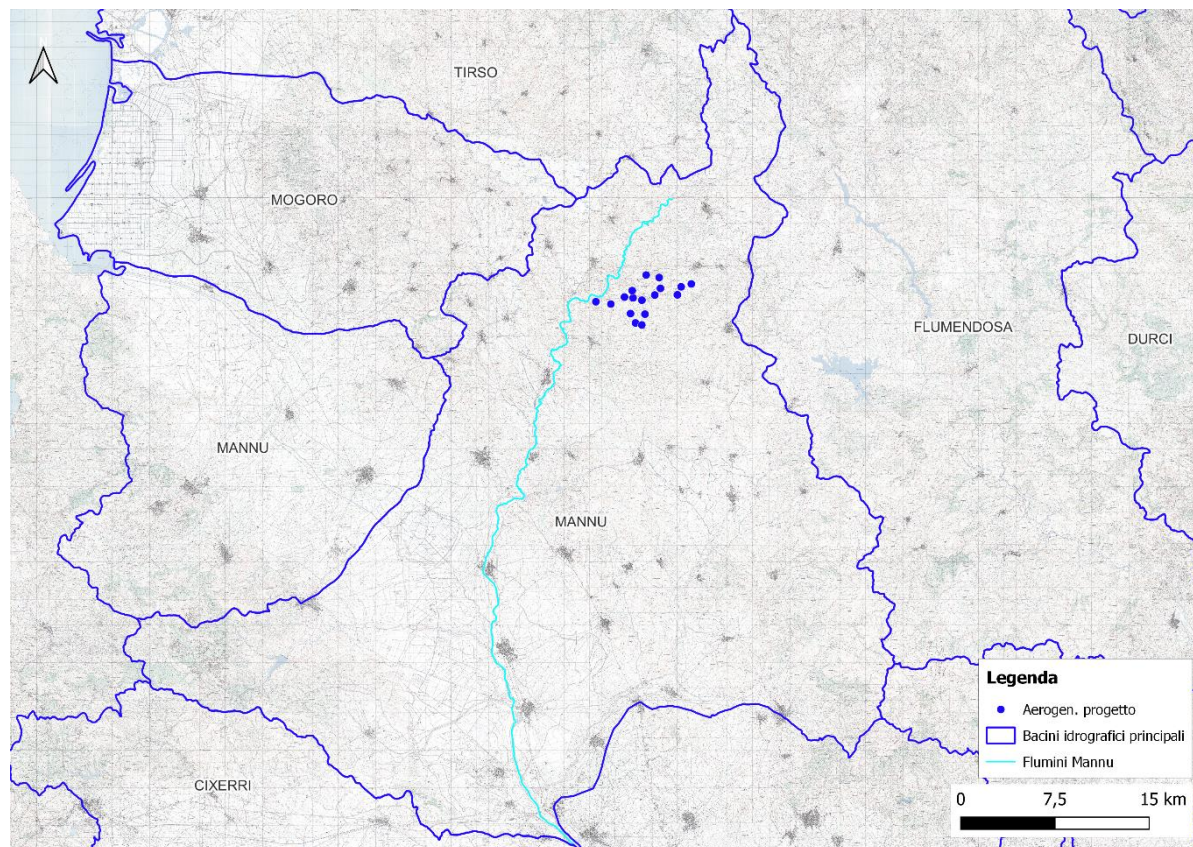 TIRSO
MOGORO
FLUMENDOSA
DURCI
MANNU
MANNU
CIXERRI
Legenda
Aerogen. progetto
Bacini idrografici principali
Flumini Mannu
0 7,5 15 km